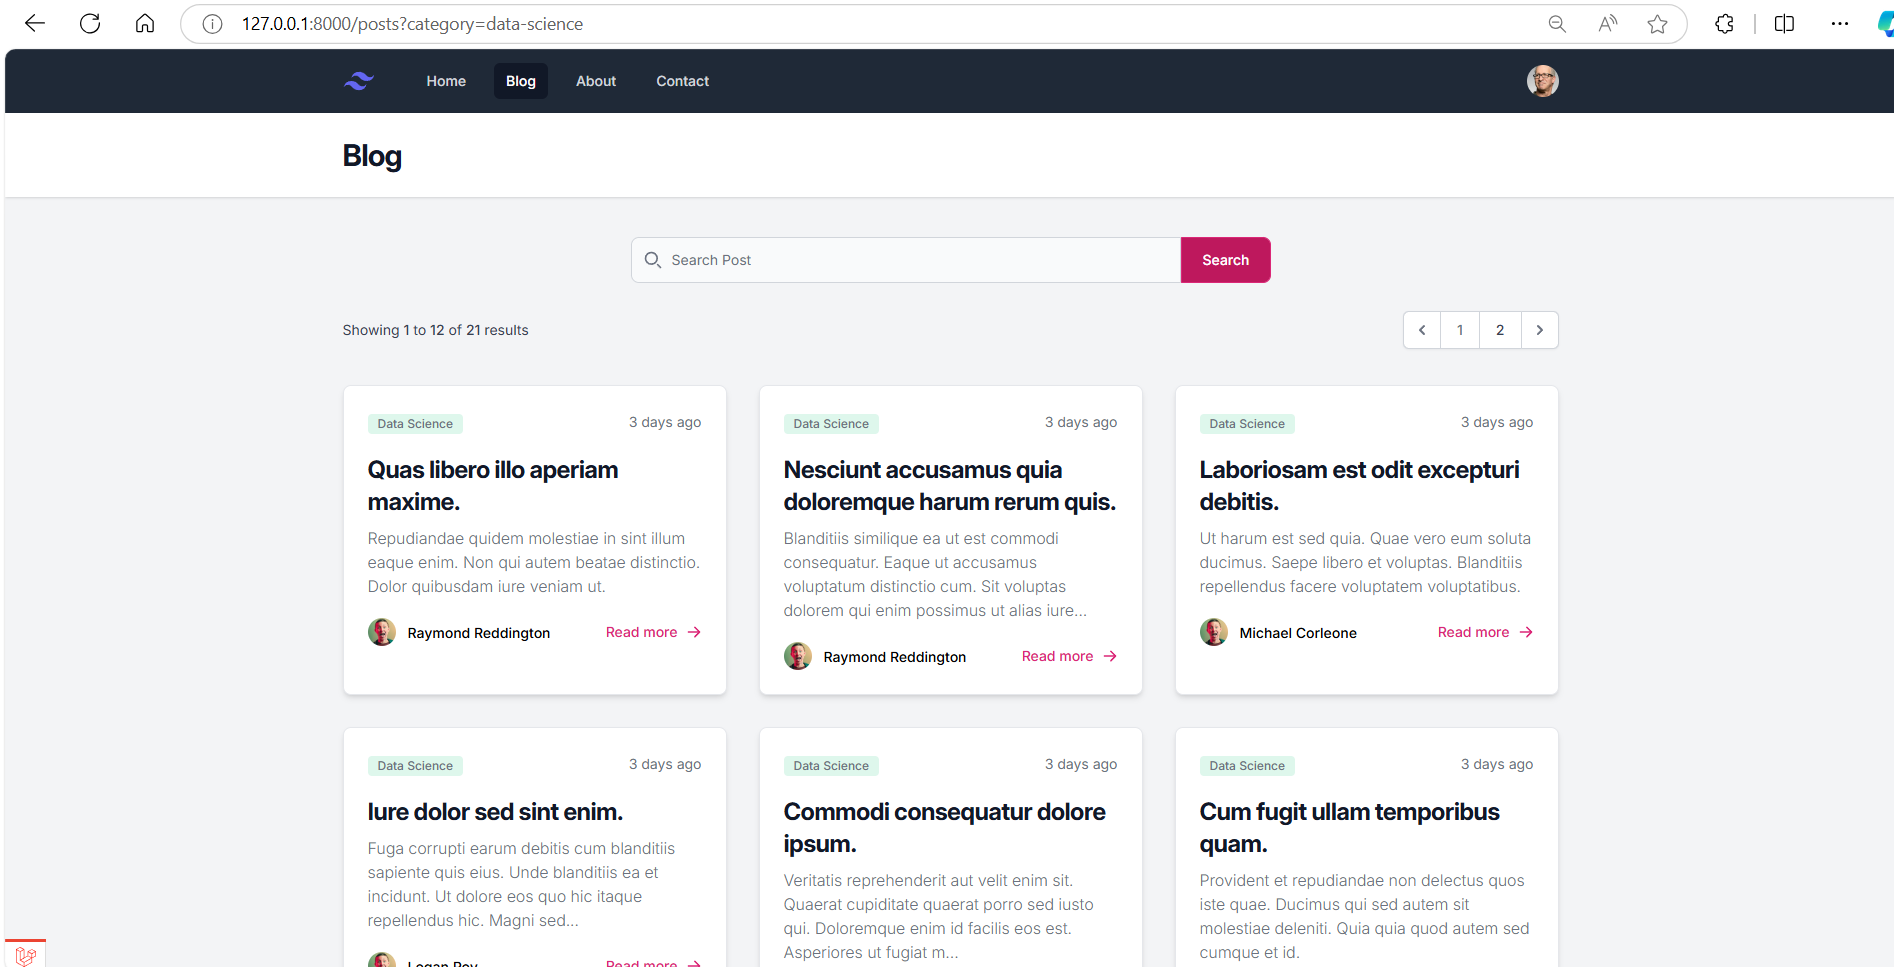 127.0.0.1:8000/posts?category=data-science
Home Blog About Contact
Blog
Search Post Search
Showing 1 to 12 of 21 results
1 2
Data Science 3 days ago
Quas libero illo aperiam
maxime.
Repudiandae quidem molestiae in sint illum
eaque enim. Non qui autem beatae distinctio.
Dolor quibusdam iure veniam ut.
Raymond Reddington Read more
Data Science 3 days ago
Nesciunt accusamus quia
doloremque harum rerum quis.
Blanditiis similique ea ut est commodi
consequatur. Eaque ut accusamus
voluptatum distinctio cum. Sit voluptas
dolorem qui enim possimus ut alias iure...
Raymond Reddington Read more
Data Science 3 days ago
Laboriosam est odit excepturi
debitis.
Ut harum est sed quia. Quae vero eum soluta
ducimus. Saepe libero et voluptas. Blanditiis
repellendus facere voluptatem voluptatibus.
Michael Corleone Read more
Data Science 3 days ago
Iure dolor sed sint enim.
Fuga corrupti earum debitis cum blanditiis
sapiente quis eius. Unde blanditiis ea et
incidunt. Ut dolore eos quo hic itaque
repellendus hic. Magni sed...
Logan Roy Read more
Data Science 3 days ago
Commodi consequatur dolore
ipsum.
Veritatis reprehenderit aut velit enim sit.
Quaerat cupiditate quaerat porro sed iusto
qui. Doloremque enim id facilis eos est.
Asperiores ut fugiat m...
Data Science 3 days ago
Cum fugit ullam temporibus
quam.
Provident et repudiandae non delectus quos
iste quae. Ducimus qui sed autem sit
molestiae deleniti. Quia quia quod autem sed
cumque et id.